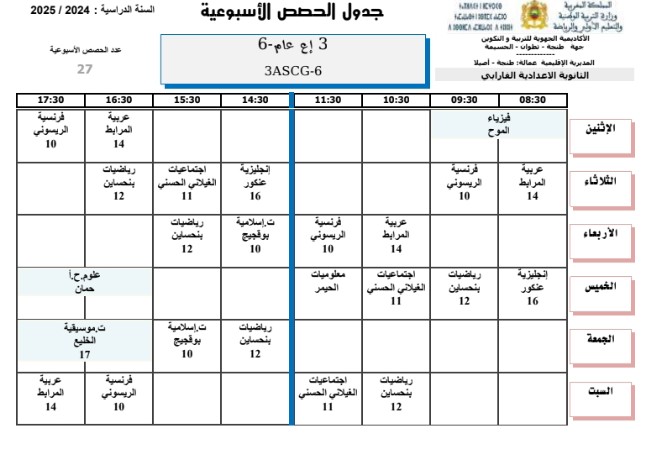 المملكة المغربية
وزارة التربية الوطنية
والتعليم الأولي والرياضة
الأكاديمية الجهوية للتربية و التكوين
جهة طنجة - تطوان - الحسيمة
المديرية الإقليمية عمالة: طنجة - أصيلا
الثانوية الاعدادية الفارابي
جدول الحصص الأسبوعية
السنة الدراسية: 2024 / 2025
3 إع عام-6
3ASCG-6
عدد الحصص الأسبوعية
27
08:30 09:30 10:30 11:30 14:30 15:30 16:30 17:30
الإثنين
فيزياء
الموح
عربية
المرابط
14
فرنسية
الريسوني
10
الثلاثاء
عربية
المرابط
14
فرنسية
الريسوني
10
إنجليزية
عنكور
16
اجتماعيات
الغيلاني الحسني
11
رياضيات
بنحساين
12
الأربعاء
عربية
المرابط
14
فرنسية
الريسوني
10
ت.إسلامية
بوقجيج
10
رياضيات
بنحساين
12
الخميس
إنجليزية
عنكور
16
رياضيات
بنحساين
12
اجتماعيات
الغيلاني الحسني
11
معلوميات
الحيمر
علوم.ح.أ
حمان
الجمعة
رياضيات
بنحساين
12
ت.إسلامية
بوقجيج
10
ت.موسيقية
الخليع
17
السبت
رياضيات
بنحساين
12
اجتماعيات
الغيلاني الحسني
11
فرنسية
الريسوني
10
عربية
المرابط
14